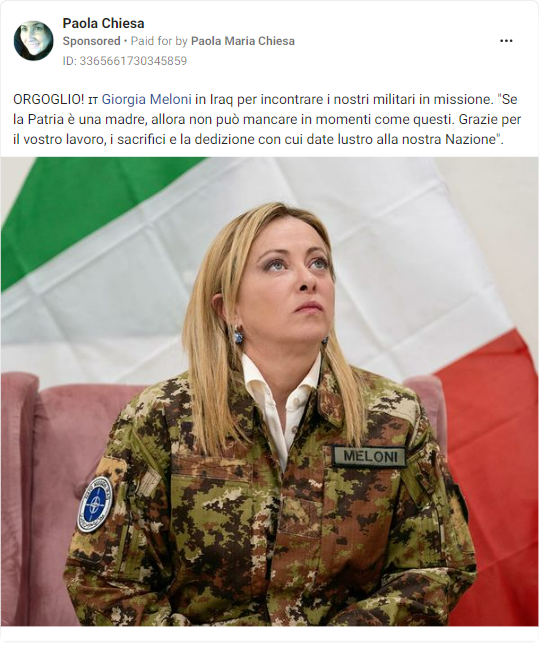 Paola Chiesa
Sponsored • Paid for by Paola Maria Chiesa
ID: 3365661730345859
ORGOGLIO! IT Giorgia Meloni in Iraq per incontrare i nostri militari in missione. "Se
la Patria è una madre, allora non può mancare in momenti come questi. Grazie per
il vostro lavoro, i sacrifici e la dedizione con cui date lustro alla nostra Nazione".
MELONI